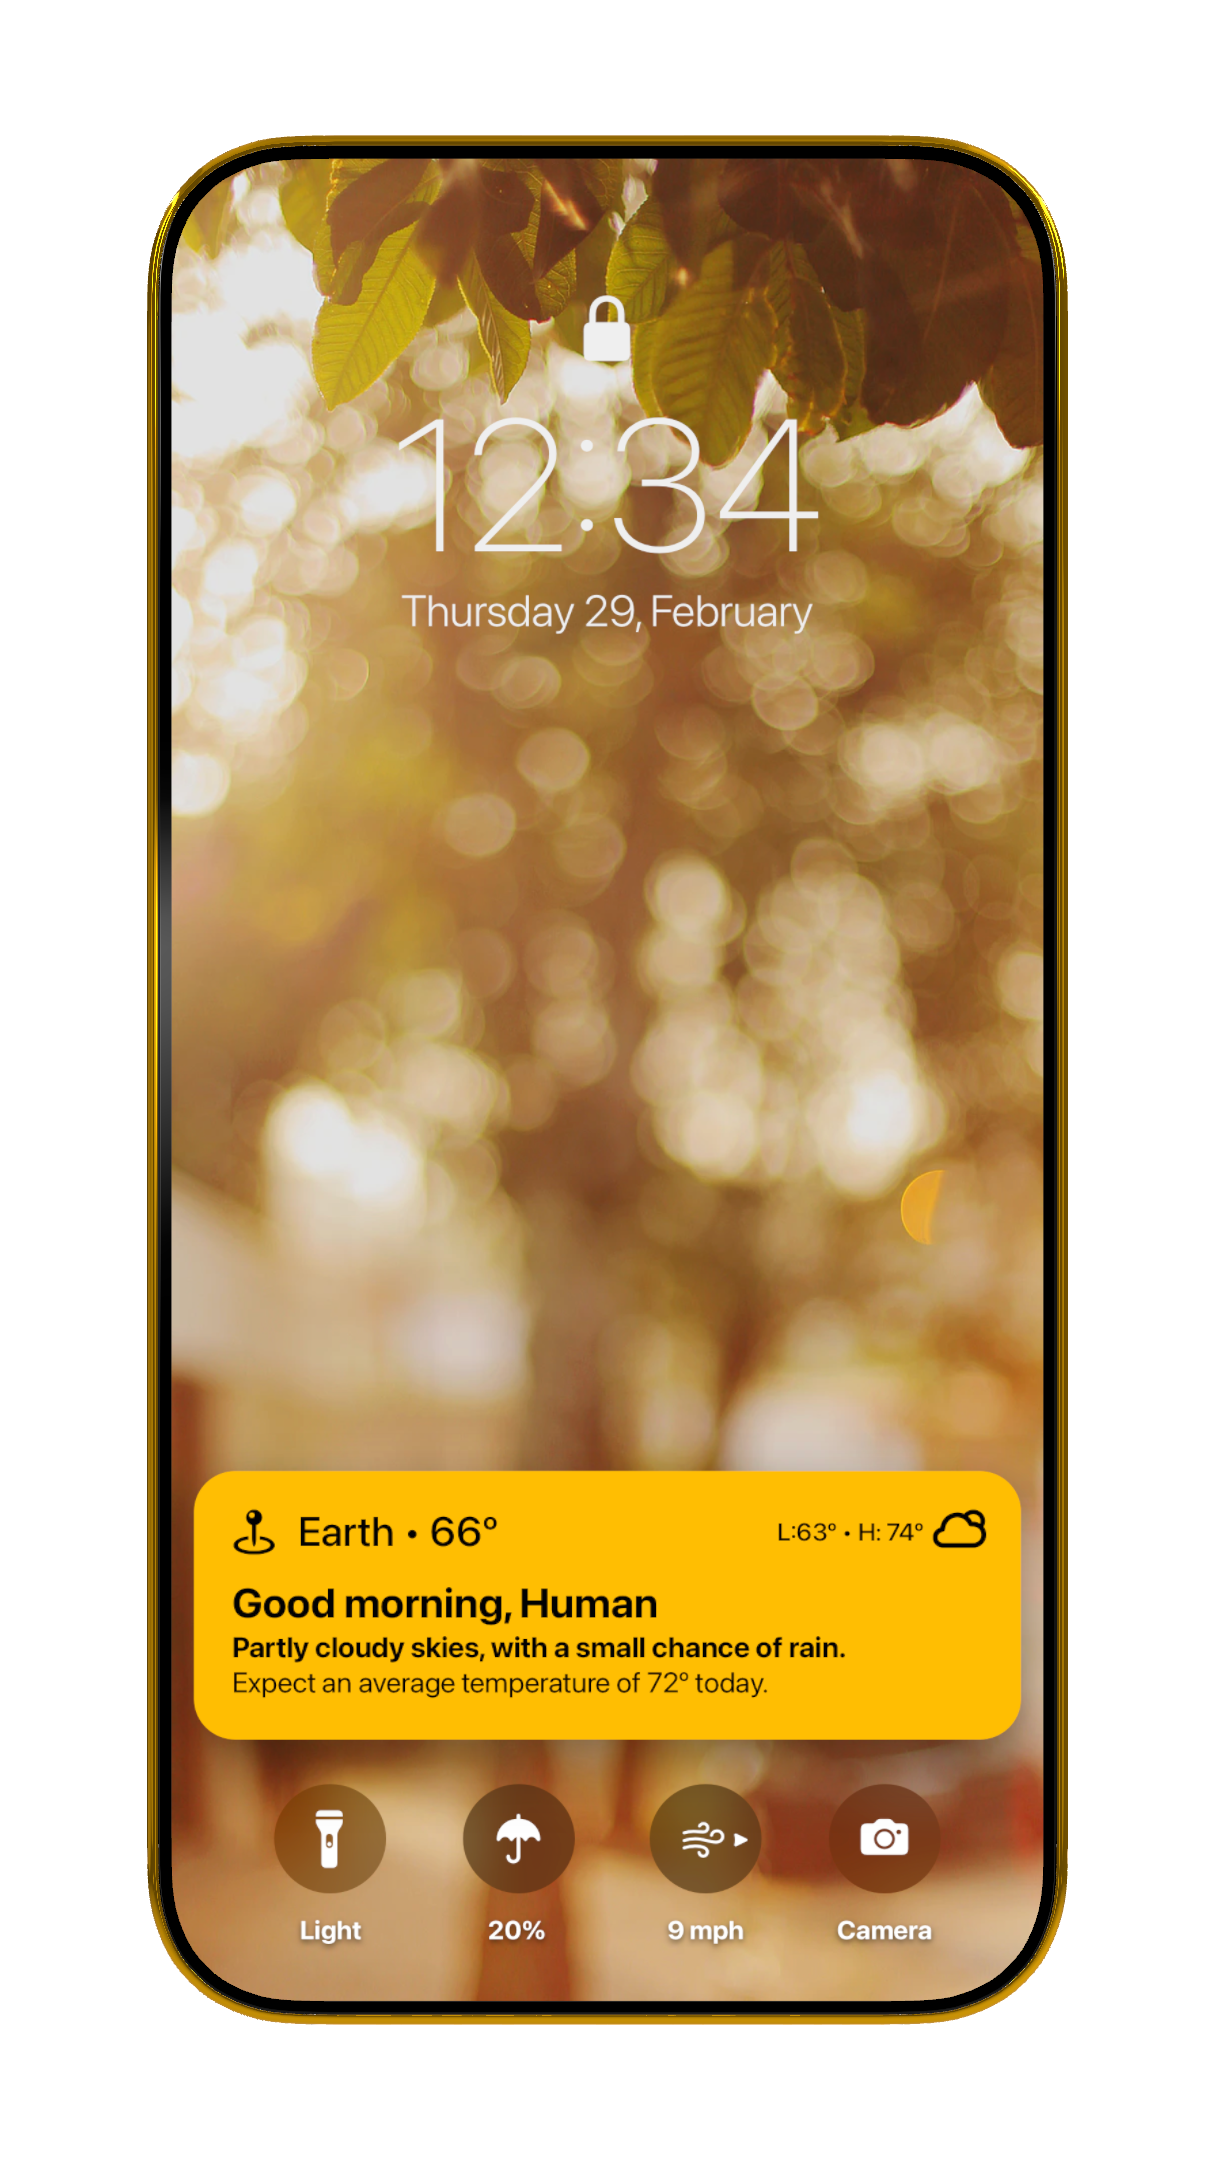 12:34
Thursday 29, February
Earth • 66°
L:63° • H: 74°
Good morning, Human
Partly cloudy skies, with a small chance of rain.
Expect an average temperature of 72° today.
Light
20%
9 mph
Camera